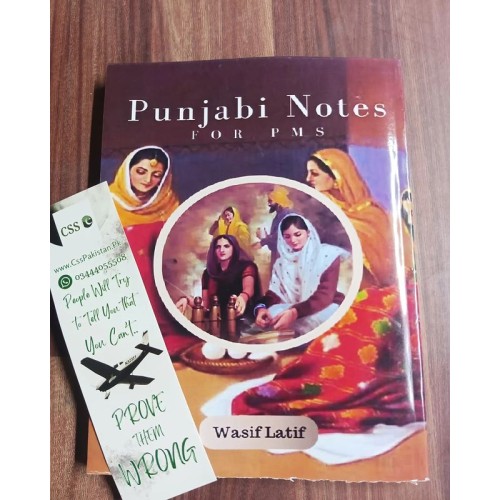 Punjabi Notes
FOR PMS
Wasif Latif
CSS
www.CssPakistan.Pk
03444055508
People Will Try
to "Tell You that
You Can't"
PROVE
THEM
WRONG